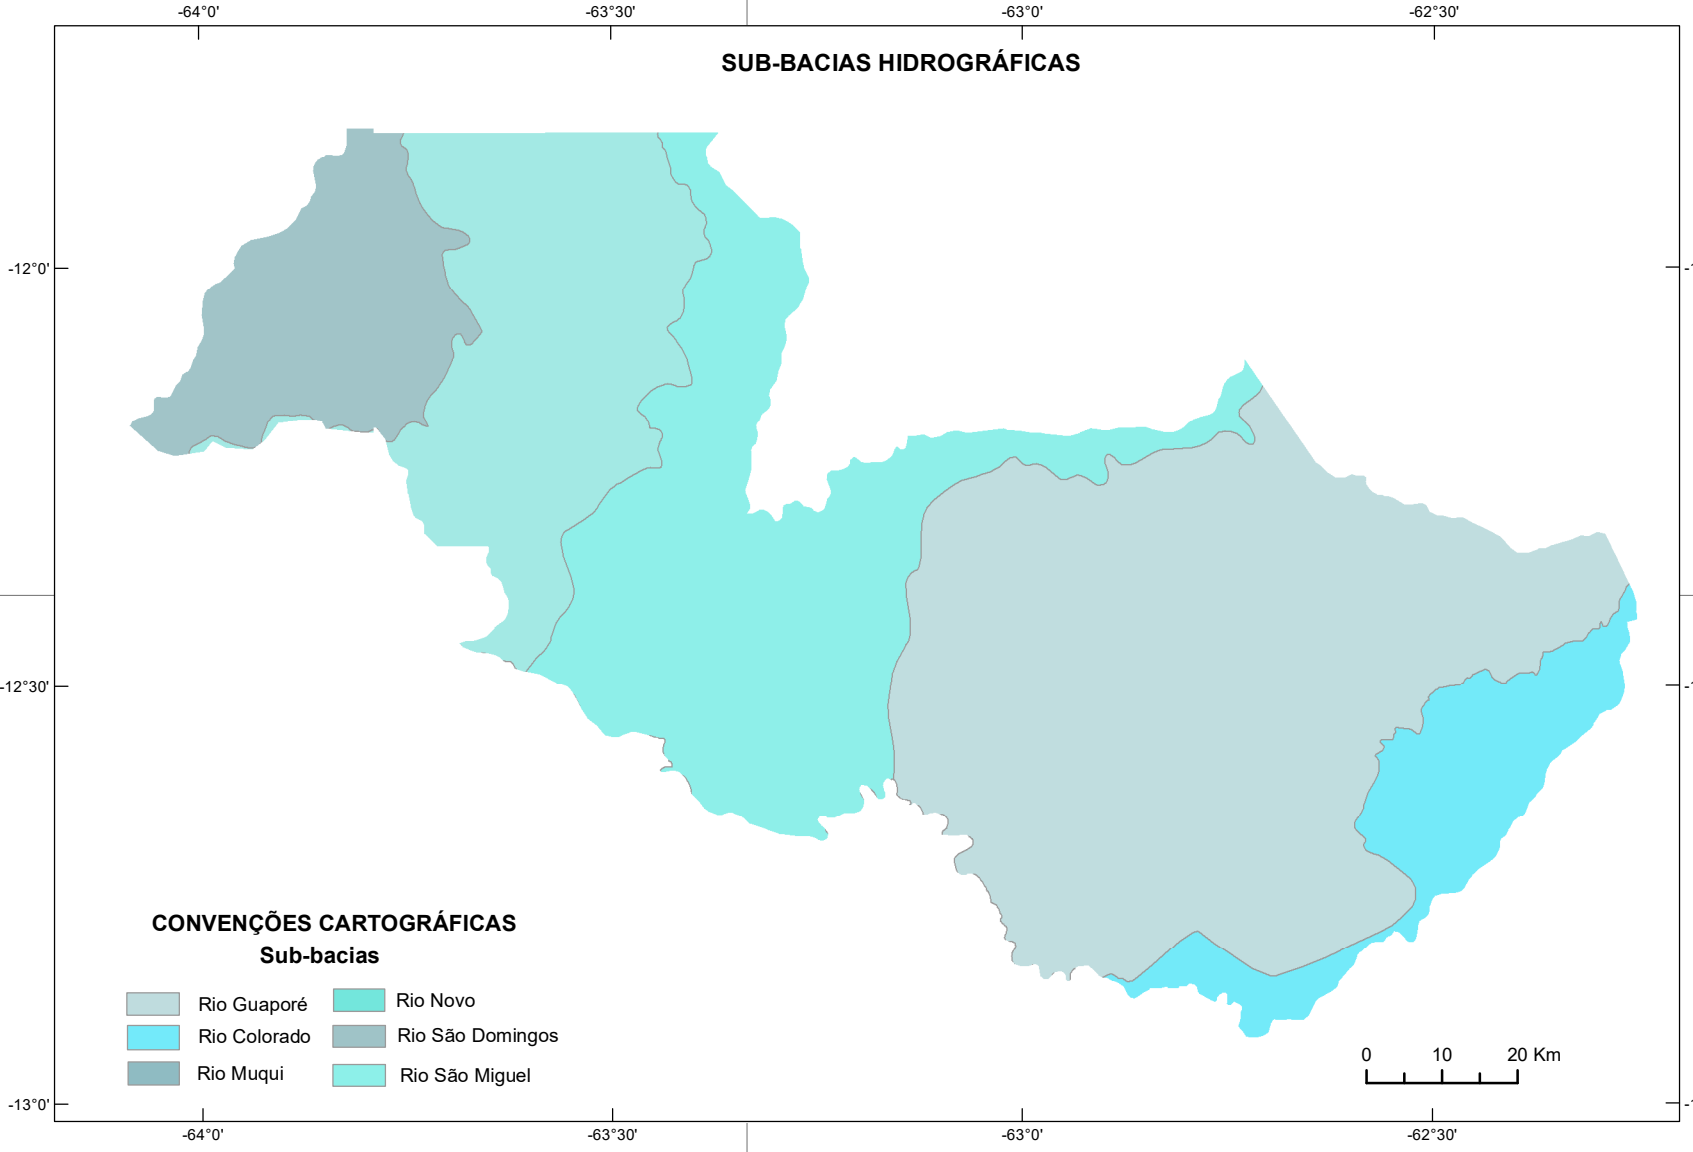 -64°0' -63°30' -63°0' -62°30'
SUB-BACIAS HIDROGRÁFICAS
-12°0'
-12°30'
CONVENÇÕES CARTOGRÁFICAS
Sub-bacias
Rio Guaporé
Rio Colorado
Rio Muqui
Rio Novo
Rio São Domingos
Rio São Miguel
0 10 20 Km
-13°0'
-64°0' -63°30' -63°0' -62°30'